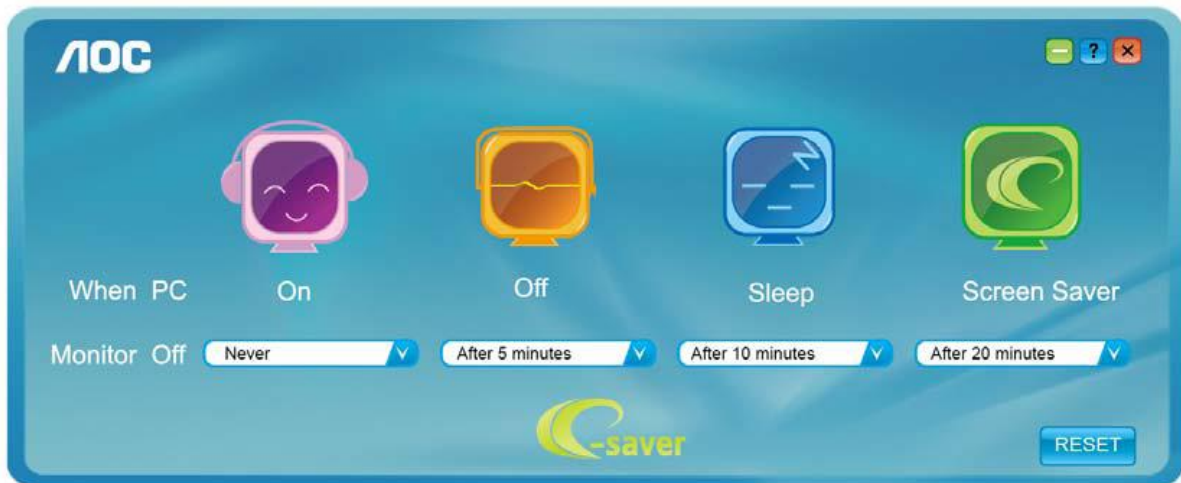 AOC
?
When PC On Off Sleep Screen Saver
Monitor Off Never After 5 minutes After 10 minutes After 20 minutes
e-saver
RESET